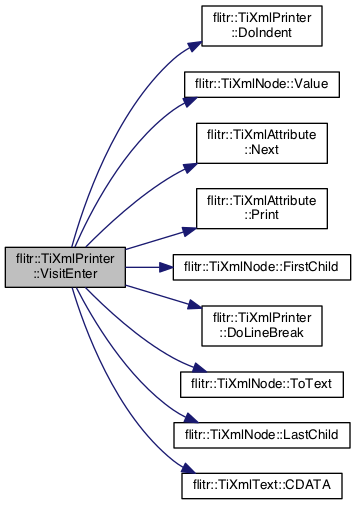 flitr::TiXmlPrinter
::DoIndent
flitr::TiXmlNode::Value
flitr::TiXmlAttribute
::Next
flitr::TiXmlAttribute
::Print
flitr::TiXmlPrinter
::VisitEnter
flitr::TiXmlNode::FirstChild
flitr::TiXmlPrinter
::DoLineBreak
flitr::TiXmlNode::ToText
flitr::TiXmlNode::LastChild
flitr::TiXmlText::CDATA